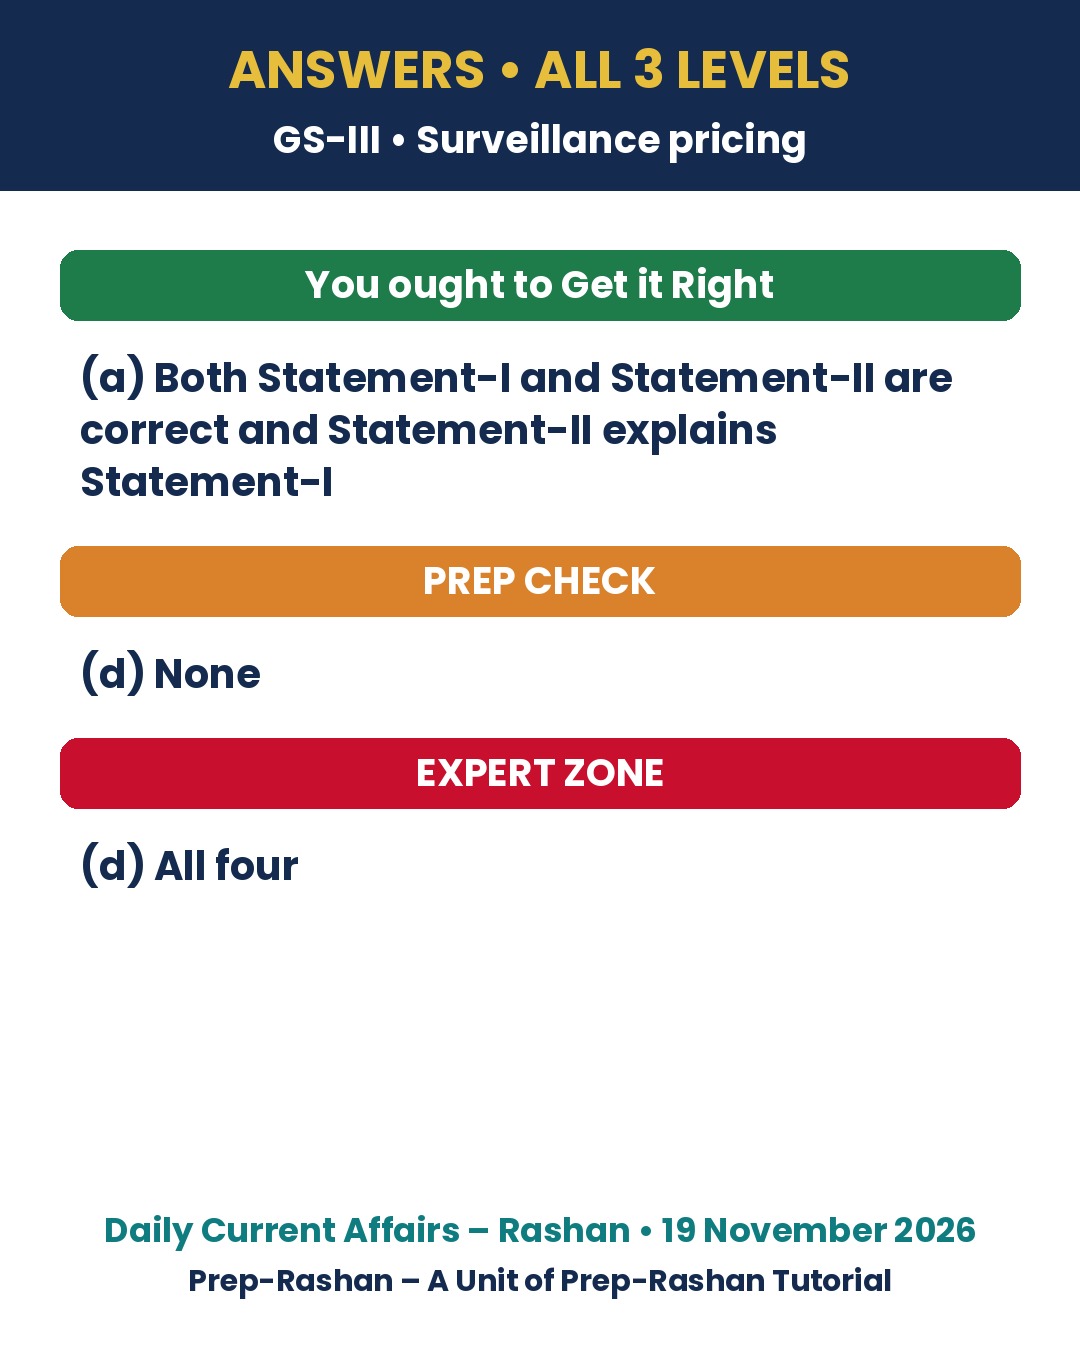 ANSWERS • ALL 3 LEVELS
GS-III • Surveillance pricing
You ought to Get it Right
(a) Both Statement-I and Statement-II are
correct and Statement-II explains
Statement-I
PREP CHECK
(d) None
EXPERT ZONE
(d) All four
Daily Current Affairs – Rashan • 19 November 2026
Prep-Rashan – A Unit of Prep-Rashan Tutorial